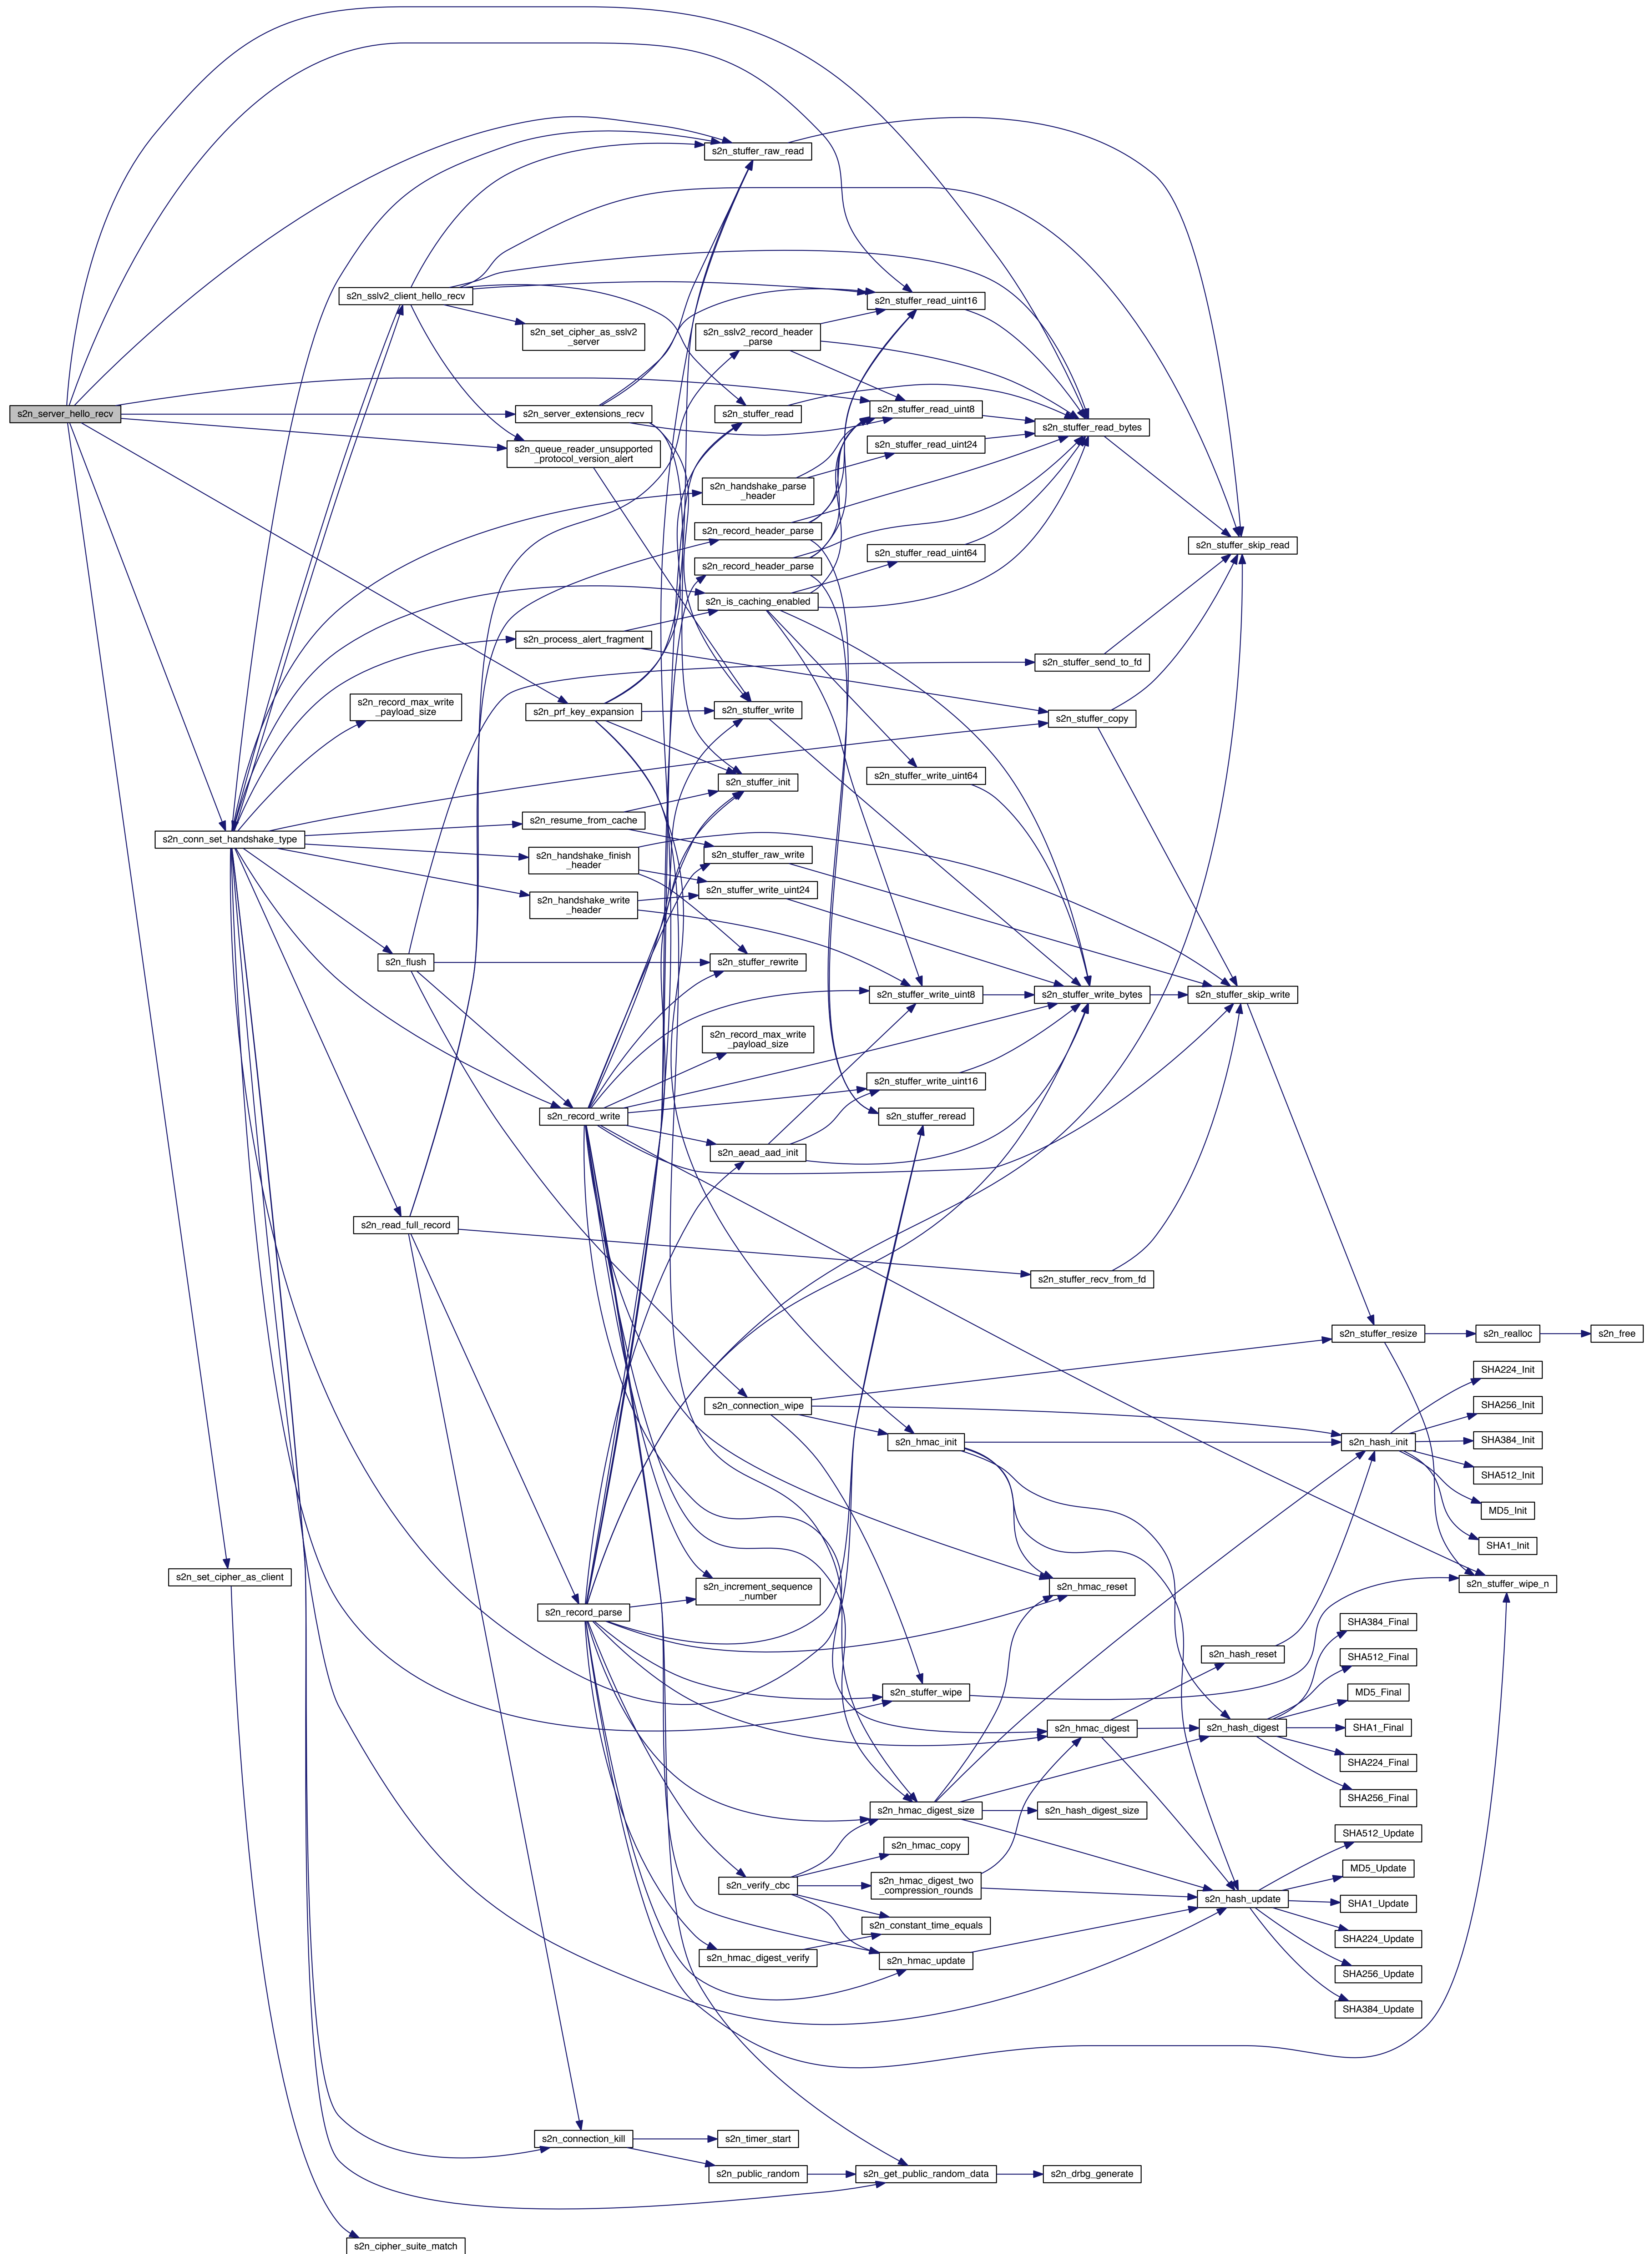 s2n_stuffer_raw_read
s2n_sslv2_client_hello_recv
s2n_stuffer_read_uint16
s2n_set_cipher_as_sslv2
_server
s2n_sslv2_record_header
_parse
s2n_server_hello_recv
s2n_server_extensions_recv
s2n_stuffer_read
s2n_stuffer_read_uint8
s2n_stuffer_read_bytes
s2n_queue_reader_unsupported
_protocol_version_alert
s2n_stuffer_read_uint24
s2n_handshake_parse
_header
s2n_record_header_parse
s2n_stuffer_skip_read
s2n_stuffer_read_uint64
s2n_record_header_parse
s2n_is_caching_enabled
s2n_process_alert_fragment
s2n_stuffer_send_to_fd
s2n_record_max_write
_payload_size
s2n_prf_key_expansion
s2n_stuffer_write
s2n_stuffer_copy
s2n_stuffer_write_uint64
s2n_stuffer_init
s2n_resume_from_cache
s2n_conn_set_handshake_type
s2n_handshake_finish
_header
s2n_stuffer_raw_write
s2n_stuffer_write_uint24
s2n_handshake_write
_header
s2n_flush
s2n_stuffer_rewrite
s2n_stuffer_write_uint8
s2n_stuffer_write_bytes
s2n_stuffer_skip_write
s2n_record_max_write
_payload_size
s2n_stuffer_write_uint16
s2n_record_write
s2n_stuffer_reread
s2n_aead_aad_init
s2n_read_full_record
s2n_stuffer_recv_from_fd
s2n_stuffer_resize
s2n_realloc
s2n_free
SHA224_Init
s2n_connection_wipe
SHA256_Init
s2n_hmac_init
s2n_hash_init
SHA384_Init
SHA512_Init
MD5_Init
SHA1_Init
s2n_set_cipher_as_client
s2n_stuffer_wipe_n
s2n_increment_sequence
_number
s2n_hmac_reset
s2n_record_parse
SHA384_Final
s2n_hash_reset
SHA512_Final
s2n_stuffer_wipe
MD5_Final
s2n_hmac_digest
s2n_hash_digest
SHA1_Final
SHA224_Final
SHA256_Final
s2n_hmac_digest_size
s2n_hash_digest_size
SHA512_Update
s2n_hmac_copy
MD5_Update
s2n_verify_cbc
s2n_hmac_digest_two
_compression_rounds
s2n_hash_update
SHA1_Update
s2n_constant_time_equals
SHA224_Update
s2n_hmac_digest_verify
s2n_hmac_update
SHA256_Update
SHA384_Update
s2n_connection_kill
s2n_timer_start
s2n_public_random
s2n_get_public_random_data
s2n_drbg_generate
s2n_cipher_suite_match